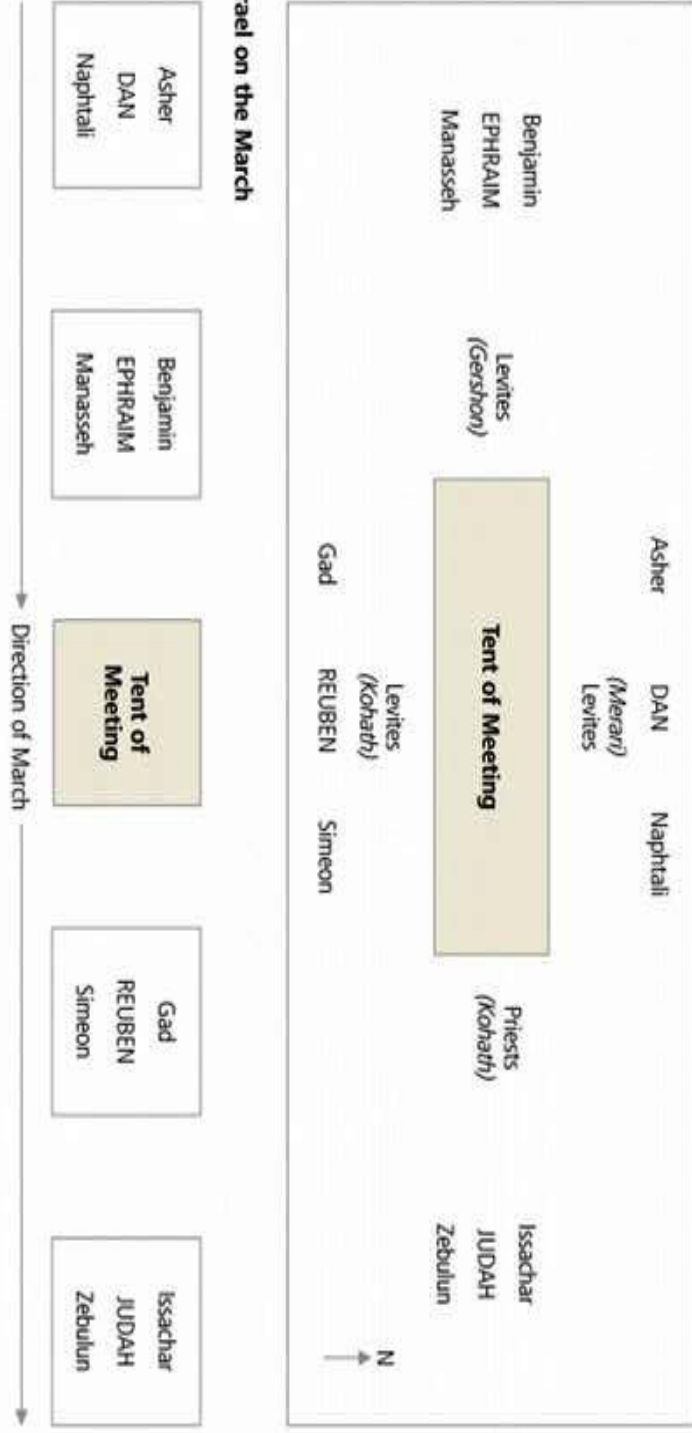 Asher DAN Naphtali
(Merari)
Levites
Benjamin
EPHRAIM
Manasseh
Levites
(Gershon)
Tent of Meeting
Priests
(Kohath)
Issachar
JUDAH
Zebulun
Levites
(Kohath)
Gad REUBEN Simeon
N
rael on the March
Asher
DAN
Naphtali
Benjamin
EPHRAIM
Manasseh
Tent of
Meeting
Gad
REUBEN
Simeon
Issachar
JUDAH
Zebulun
Direction of March